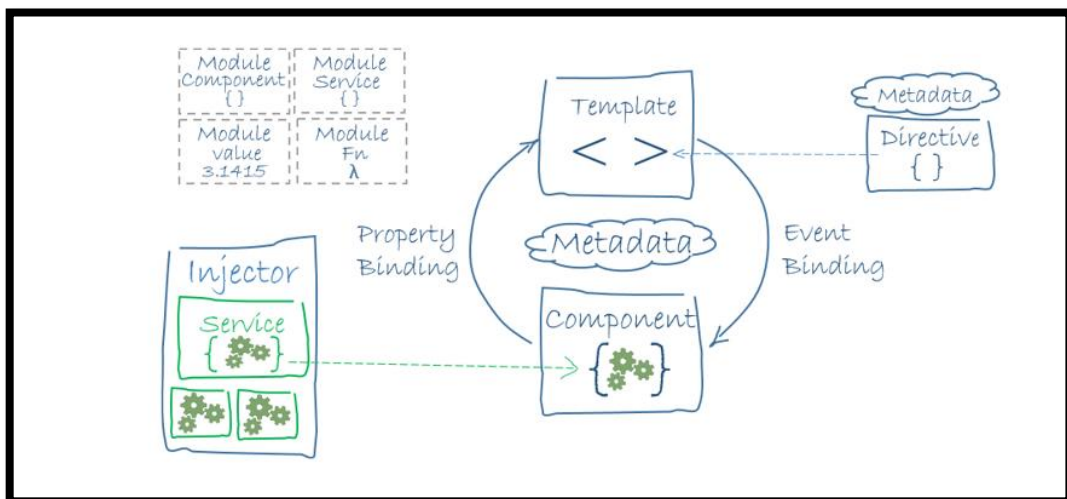 Module
Component
{ }
Module
Service
{ }
Module
value
3.1415
Module
Fn
λ
Template
< >
Metadata
Directive
{ }
Property
Binding
Metadata
Event
Binding
Injector
Service
{ }
Component
{ }